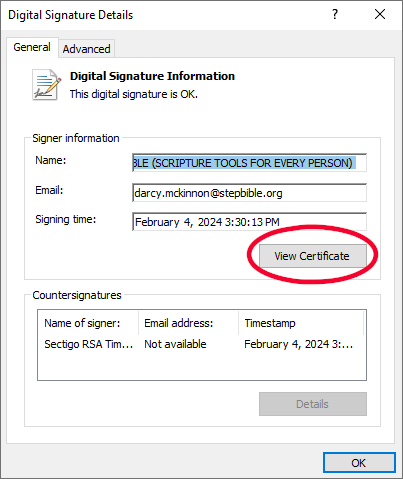 Digital Signature Details
? ×
General Advanced
Digital Signature Information
This digital signature is OK.
Signer information
Name: BLE (SCRIPTURE TOOLS FOR EVERY PERSON)
Email: darcy.mckinnon@stepbible.org
Signing time: February 4, 2024 3:30:13 PM
View Certificate
Countersignatures
Name of signer: Email address: Timestamp
Sectigo RSA Tim... Not available February 4, 2024 3:...
Details
OK